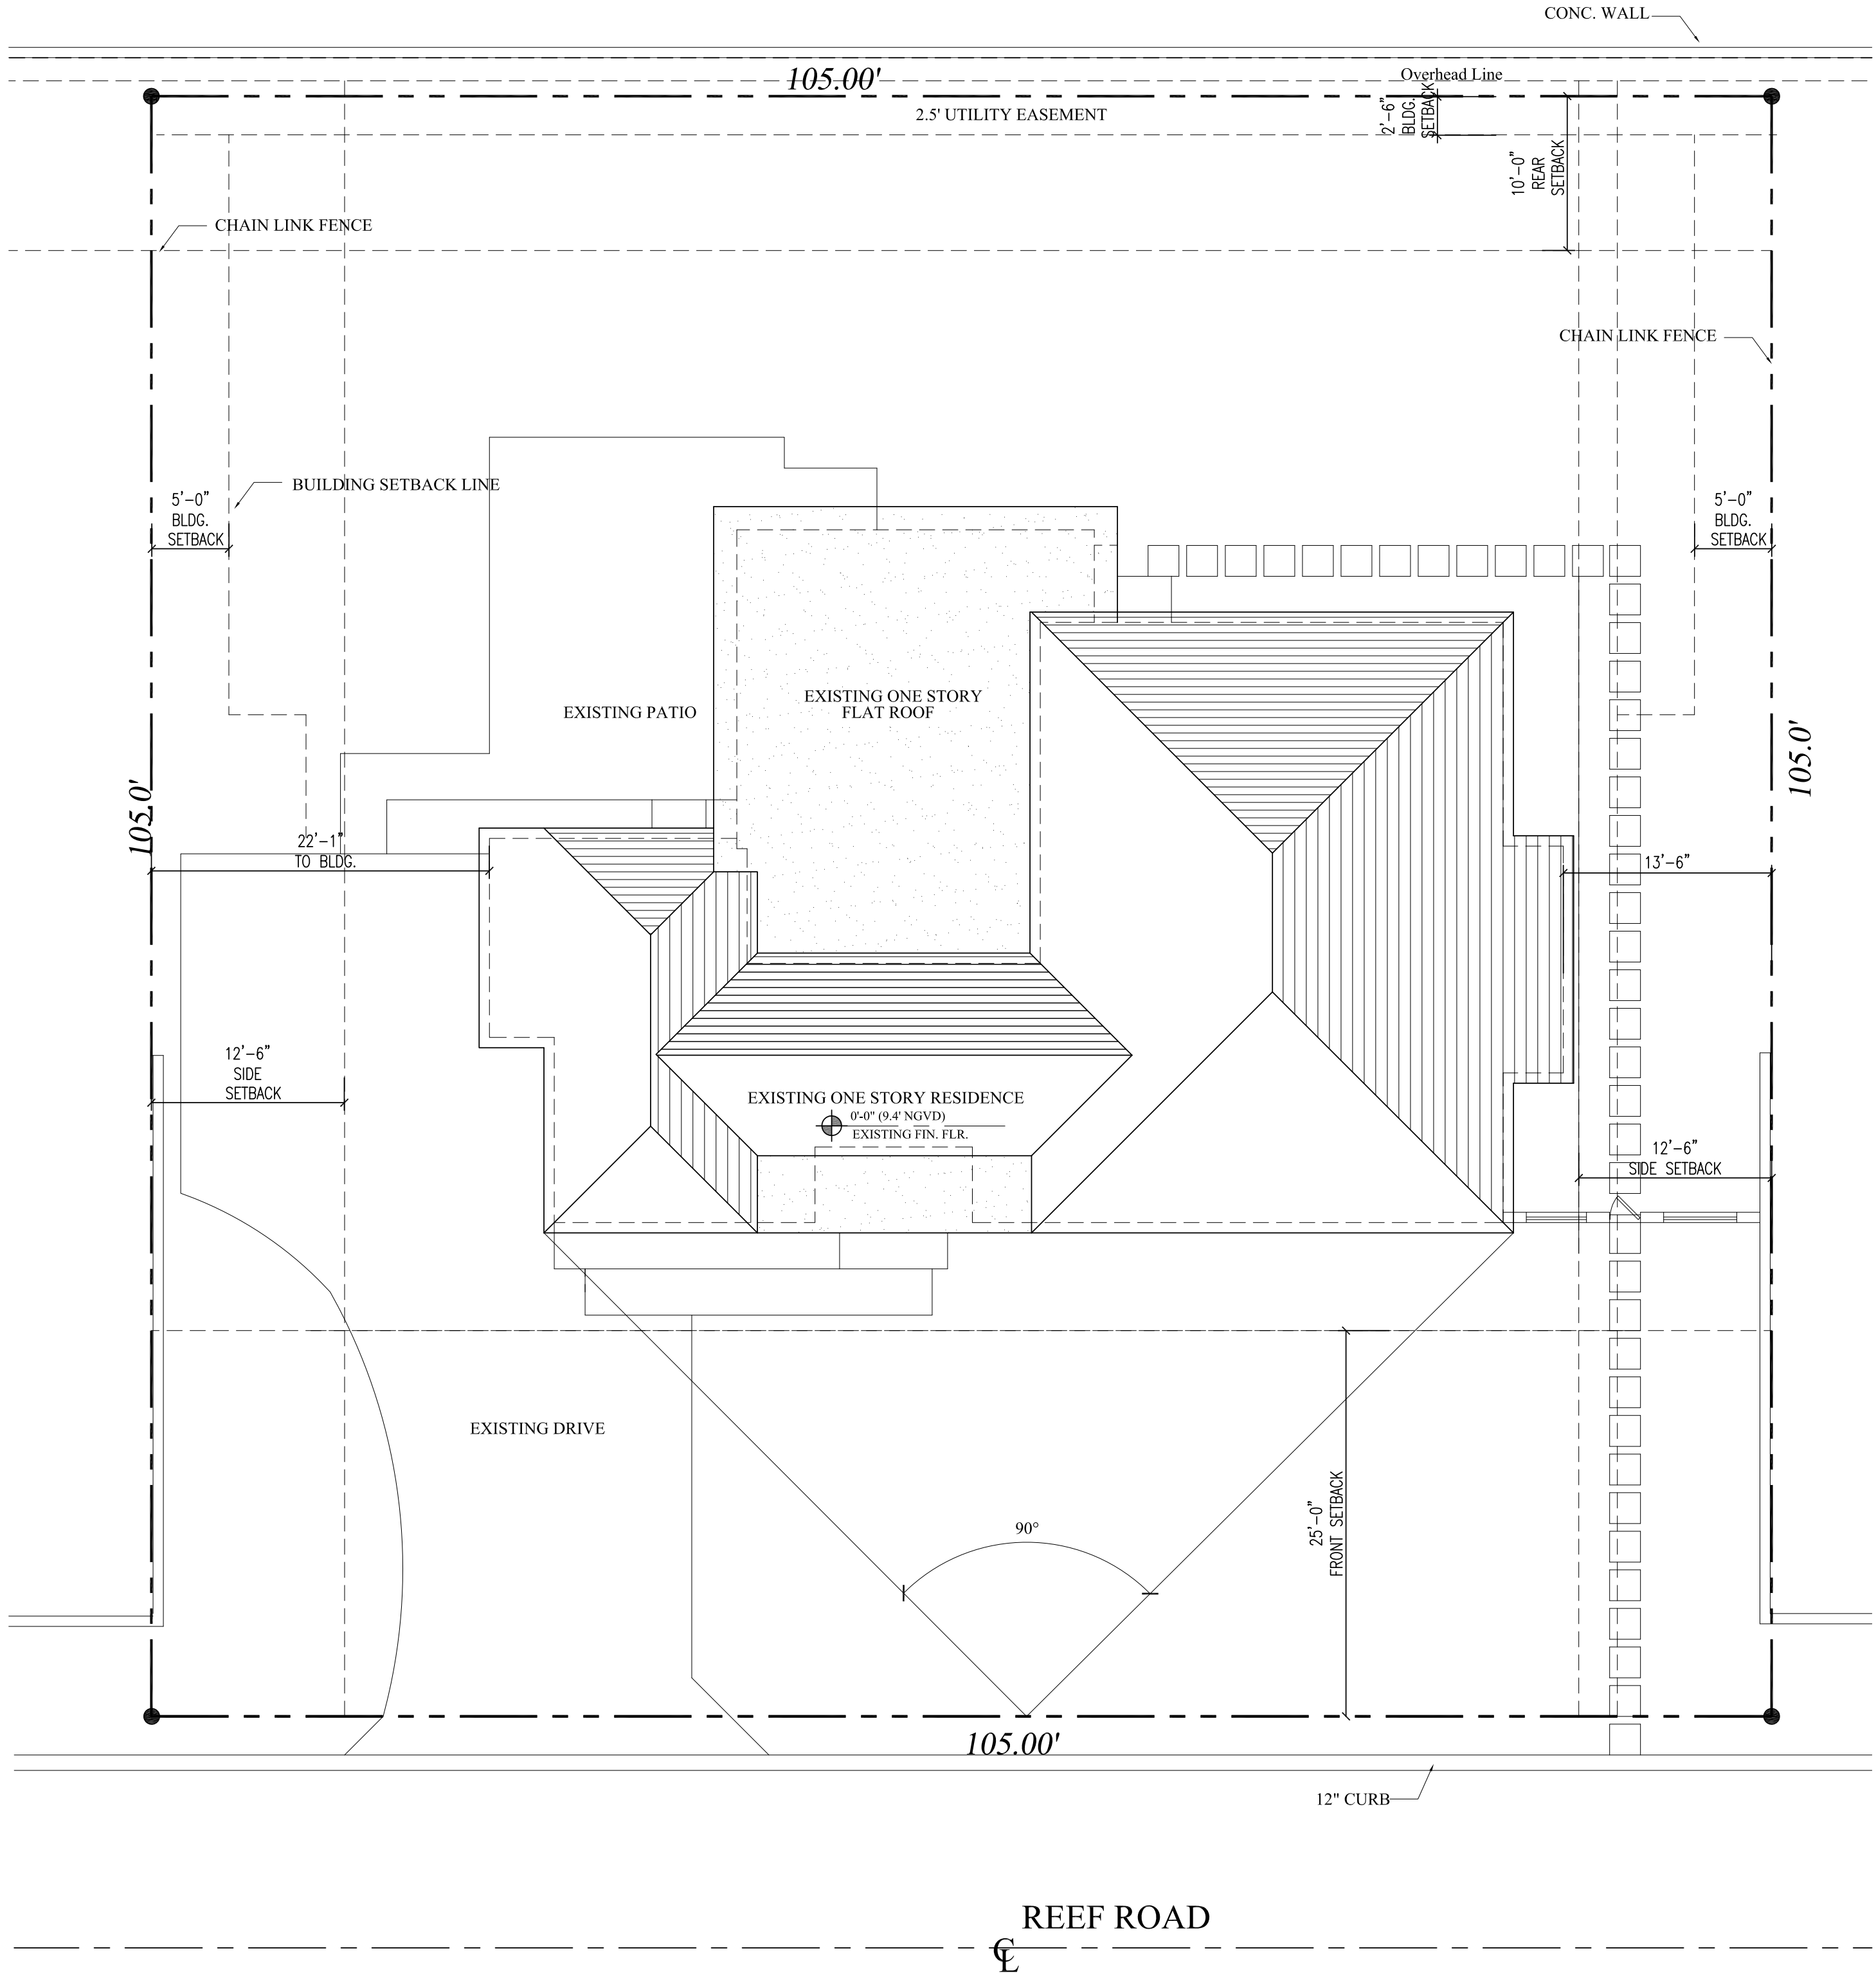 CONC. WALL
105.00'
Overhead Line
2.5' UTILITY EASEMENT
2'-6"
BLDG.
SETBACK
10'-0"
REAR
SETBACK
CHAIN LINK FENCE
CHAIN LINK FENCE
BUILDING SETBACK LINE
5'-0"
BLDG.
SETBACK
5'-0"
BLDG.
SETBACK
EXISTING ONE STORY
FLAT ROOF
EXISTING PATIO
105.0'
105.0'
22'-1"
TO BLDG.
13'-6"
12'-6"
SIDE
SETBACK
EXISTING ONE STORY RESIDENCE
0'-0" (9.4' NGVD)
EXISTING FIN. FLR.
12'-6"
SIDE SETBACK
EXISTING DRIVE
25'-0"
FRONT SETBACK
90°
105.00'
12" CURB
REEF ROAD
℄